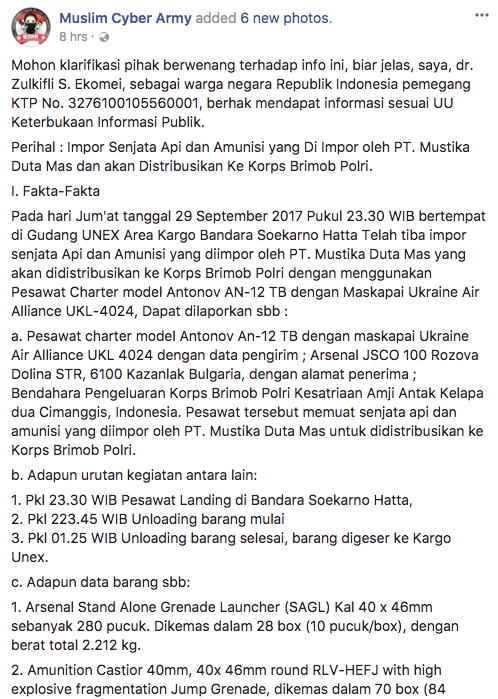 Muslim Cyber Army added 6 new photos.
8 hrs ·
Mohon klarifikasi pihak berwenang terhadap info ini, biar jelas, saya, dr.
Zulkifli S. Ekomei, sebagai warga negara Republik Indonesia pemegang
KTP No. 3276100105560001, berhak mendapat informasi sesuai UU
Keterbukaan Informasi Publik.
Perihal : Impor Senjata Api dan Amunisi yang Di Impor oleh PT. Mustika
Duta Mas dan akan Distribusikan Ke Korps Brimob Polri.
I. Fakta-Fakta
Pada hari Jum'at tanggal 29 September 2017 Pukul 23.30 WIB bertempat
di Gudang UNEX Area Kargo Bandara Soekarno Hatta Telah tiba impor
senjata Api dan Amunisi yang diimpor oleh PT. Mustika Duta Mas yang
akan didistribusikan ke Korps Brimob Polri dengan menggunakan
Pesawat Charter model Antonov AN-12 TB dengan Maskapai Ukraine Air
Alliance UKL-4024, Dapat dilaporkan sbb :
a. Pesawat charter model Antonov An-12 TB dengan maskapai Ukraine
Air Alliance UKL 4024 dengan data pengirim ; Arsenal JSCO 100 Rozova
Dolina STR, 6100 Kazanlak Bulgaria, dengan alamat penerima ;
Bendahara Pengeluaran Korps Brimob Polri Kesatriaan Amji Antak Kelapa
dua Cimanggis, Indonesia. Pesawat tersebut memuat senjata api dan
amunisi yang diimpor oleh PT. Mustika Duta Mas untuk didistribusikan ke
Korps Brimob Polri.
b. Adapun urutan kegiatan antara lain:
1. Pkl 23.30 WIB Pesawat Landing di Bandara Soekarno Hatta,
2. Pkl 223.45 WIB Unloading barang mulai
3. Pkl 01.25 WIB Unloading barang selesai, barang digeser ke Kargo
Unex.
c. Adapun data barang sbb:
1. Arsenal Stand Alone Grenade Launcher (SAGL) Kal 40 x 46mm
sebanyak 280 pucuk. Dikemas dalam 28 box (10 pucuk/box), dengan
berat total 2.212 kg.
2. Amunition Castior 40mm, 40x 46mm round RLV-HEFJ with high
explosive fragmentation Jump Grenade, dikemas dalam 70 box (84